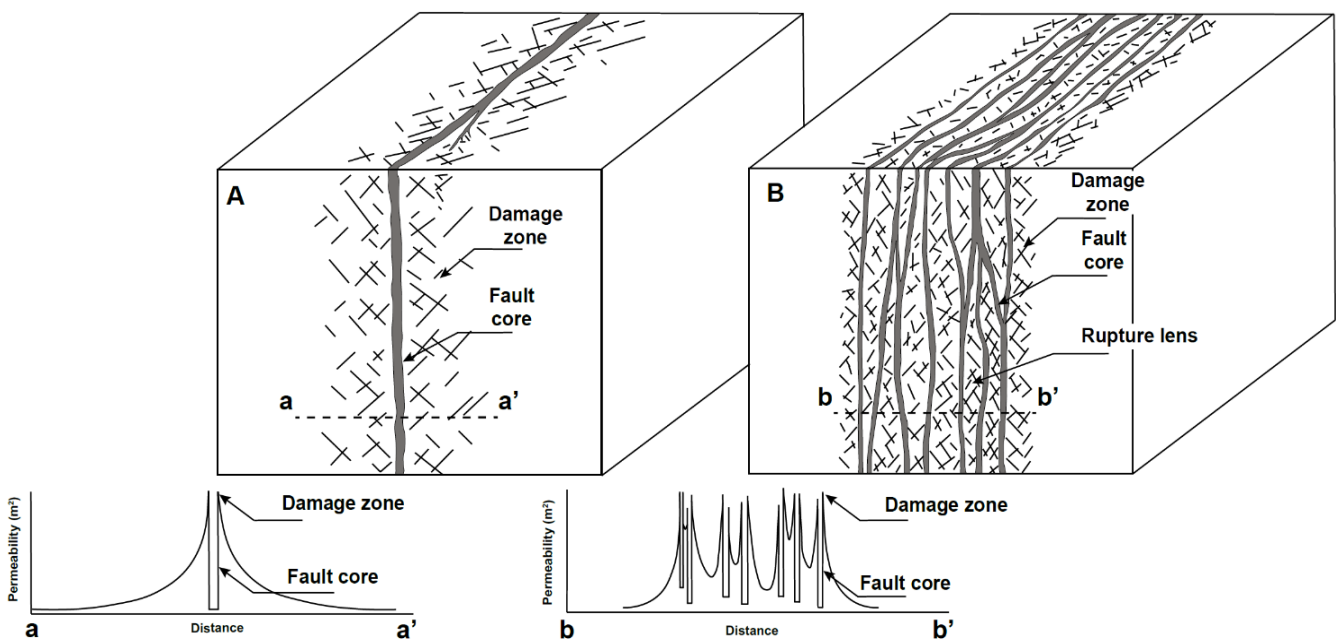 A
Damage
zone
Fault
core
a
a’
B
Damage
zone
Fault
core
Rupture lens
b
b’
Permeability (m²)
Damage zone
Fault core
a
Distance
a’
Permeability (m²)
Damage zone
Fault core
b
Distance
b’